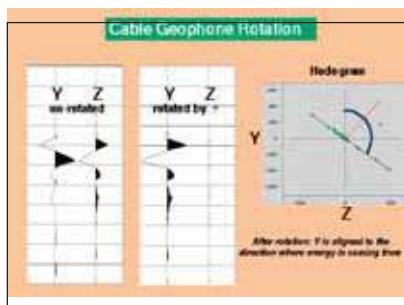 Cable Geophone Rotation
Y Z
un-rotated
Y Z
rotated by
Hodogram
Y
Z
After rotation: Y is aligned to the
direction where energy is coming from